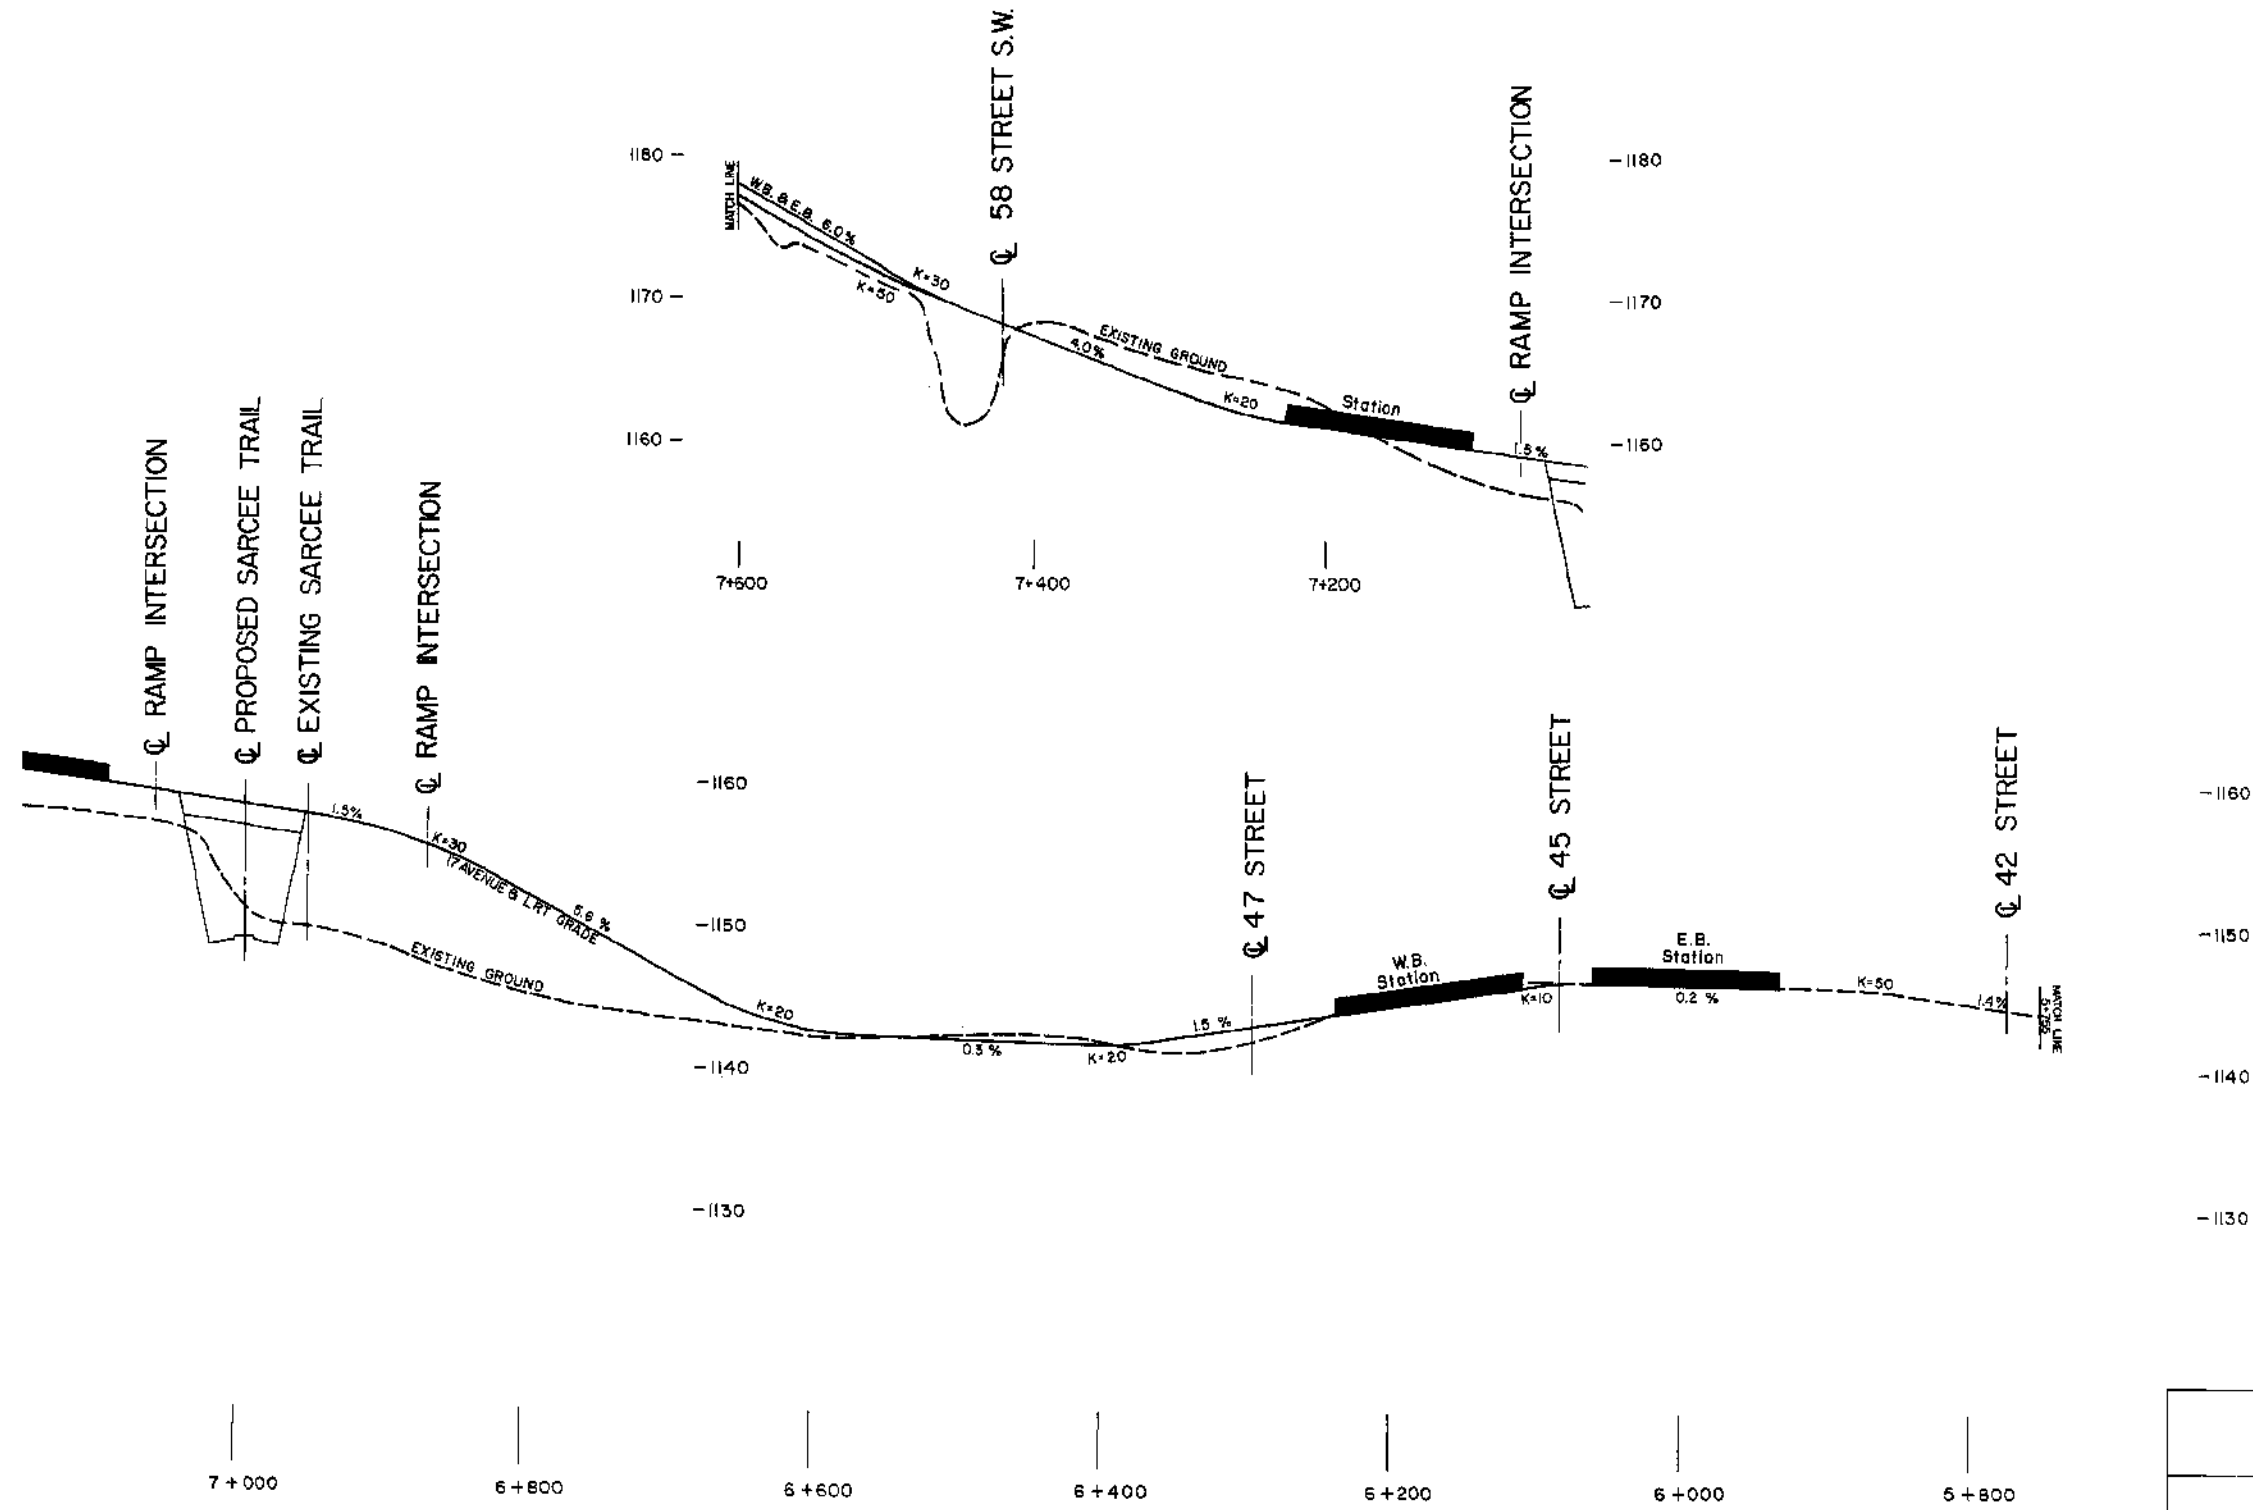 ℄ 58 STREET S.W.
℄ RAMP INTERSECTION
1180
1180
MATCH LINE
W.B. & E.B. 6.0%
K=30
K=50
1170
1170
EXISTING GROUND
4.0%
K=20
Station
1160
1160
1.5%
7+600
7+400
7+200
℄ RAMP INTERSECTION
℄ PROPOSED SARCEE TRAIL
℄ EXISTING SARCEE TRAIL
℄ RAMP INTERSECTION
℄ 47 STREET
℄ 45 STREET
℄ 42 STREET
1160
1160
1.5%
K=30
17 AVENUE & LRT GRADE
5.6 %
1150
1150
EXISTING GROUND
E.B.
Station
W.B.
Station
K=20
K=10
0.2 %
K=50
1.4%
MATCH LINE
1.5 %
0.3 %
K=20
1140
1140
1130
1130
7+000
6+800
6+600
6+400
6+200
6+000
5+800